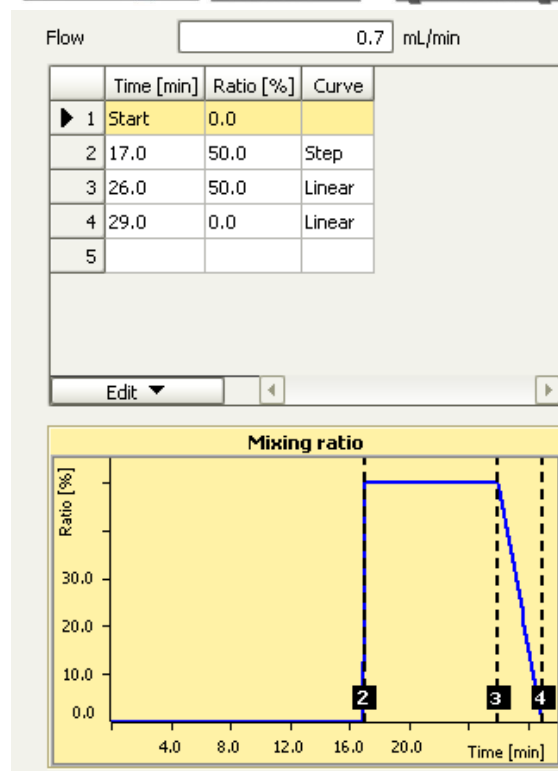 Flow 0.7 mL/min
Time [min] Ratio [%] Curve
1 Start 0.0
2 17.0 50.0 Step
3 26.0 50.0 Linear
4 29.0 0.0 Linear
5
Edit
Mixing ratio
Ratio [%]
30.0
20.0
10.0
0.0
2 3 4
4.0 8.0 12.0 16.0 20.0 Time [min]